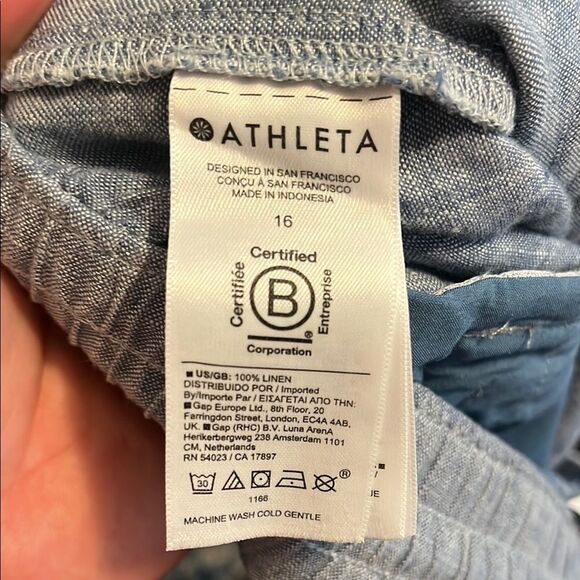 ATHLETA
DESIGNED IN SAN FRANCISCO
CONÇU À SAN FRANCISCO
MADE IN INDONESIA
16
Certified
Certifiée
B
Entreprise
®
Corporation
US/GB: 100% LINEN
DISTRIBUIDO POR / Imported
By/Importe Par / ΕΙΣΑΓΕΤΑΙ ΑΠΟ ΤΗΝ:
Gap Europe Ltd., 8th Floor, 20
Farringdon Street, London, EC4A 4AB,
UK. Gap (RHC) B.V. Luna ArenA
Herikerbergweg 238 Amsterdam 1101
CM, Netherlands
RN 54023 / CA 17897
30
®
1166
MACHINE WASH COLD GENTLE